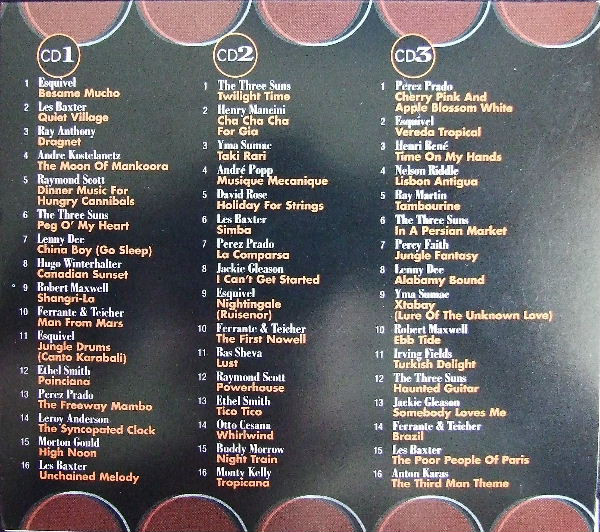 CD1
1 Esquivel
Besame Mucho
2 Les Baxter
Quiet Village
3 Ray Anthony
Dragnet
4 Andre Kostelanetz
The Moon Of Mankoora
5 Raymond Scott
Dinner Music For
Hungry Cannibals
6 The Three Suns
Peg O' My Heart
7 Lenny Dee
China Boy (Go Sleep)
8 Hugo Winterhalter
Canadian Sunset
9 Robert Maxwell
Shangri-La
10 Ferrante & Teicher
Man From Mars
11 Esquivel
Jungle Drums
(Canto Karabali)
12 Ethel Smith
Poinciana
13 Perez Prado
The Freeway Mambo
14 Leroy Anderson
The Syncopated Clock
15 Morton Gould
High Noon
16 Les Baxter
Unchained Melody
CD2
1 The Three Suns
Twilight Time
2 Henry Mancini
Cha Cha Cha
For Gia
3 Yma Sumac
Taki Rari
4 André Popp
Musique Mecanique
5 David Rose
Holiday For Strings
6 Les Baxter
Simba
7 Perez Prado
La Comparsa
8 Jackie Gleason
I Can't Get Started
9 Esquivel
Nightingale
(Ruisenor)
10 Ferrante & Teicher
The First Nowell
11 Bas Sheva
Lust
12 Raymond Scott
Powerhouse
13 Ethel Smith
Tico Tico
14 Otto Cesana
Whirlwind
15 Buddy Morrow
Night Train
16 Monty Kelly
Tropicana
CD3
1 Perez Prado
Cherry Pink And
Apple Blossom White
2 Esquivel
Vereda Tropical
3 Henri René
Time On My Hands
4 Nelson Riddle
Lisbon Antigua
5 Ray Martin
Tambourine
6 The Three Suns
In A Persian Market
7 Percy Faith
Jungle Fantasy
8 Lenny Dee
Alabamy Bound
9 Yma Sumac
Xtabay
(Lure Of The Unknown Love)
10 Robert Maxwell
Ebb Tide
11 Irving Fields
Turkish Delight
12 The Three Suns
Haunted Guitar
13 Jackie Gleason
Somebody Loves Me
14 Ferrante & Teicher
Brazil
15 Les Baxter
The Poor People Of Paris
16 Anton Karas
The Third Man Theme